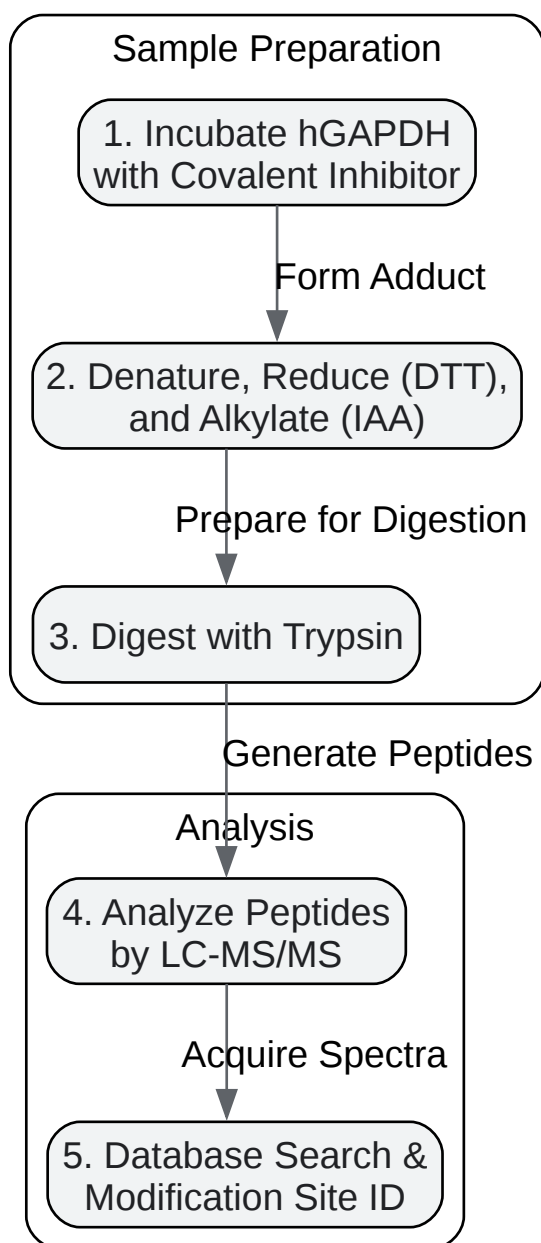 Sample Preparation
1. Incubate hGAPDH
with Covalent Inhibitor
Form Adduct
2. Denature, Reduce (DTT),
and Alkylate (IAA)
Prepare for Digestion
3. Digest with Trypsin
Generate Peptides
Analysis
4. Analyze Peptides
by LC-MS/MS
Acquire Spectra
5. Database Search &
Modification Site ID